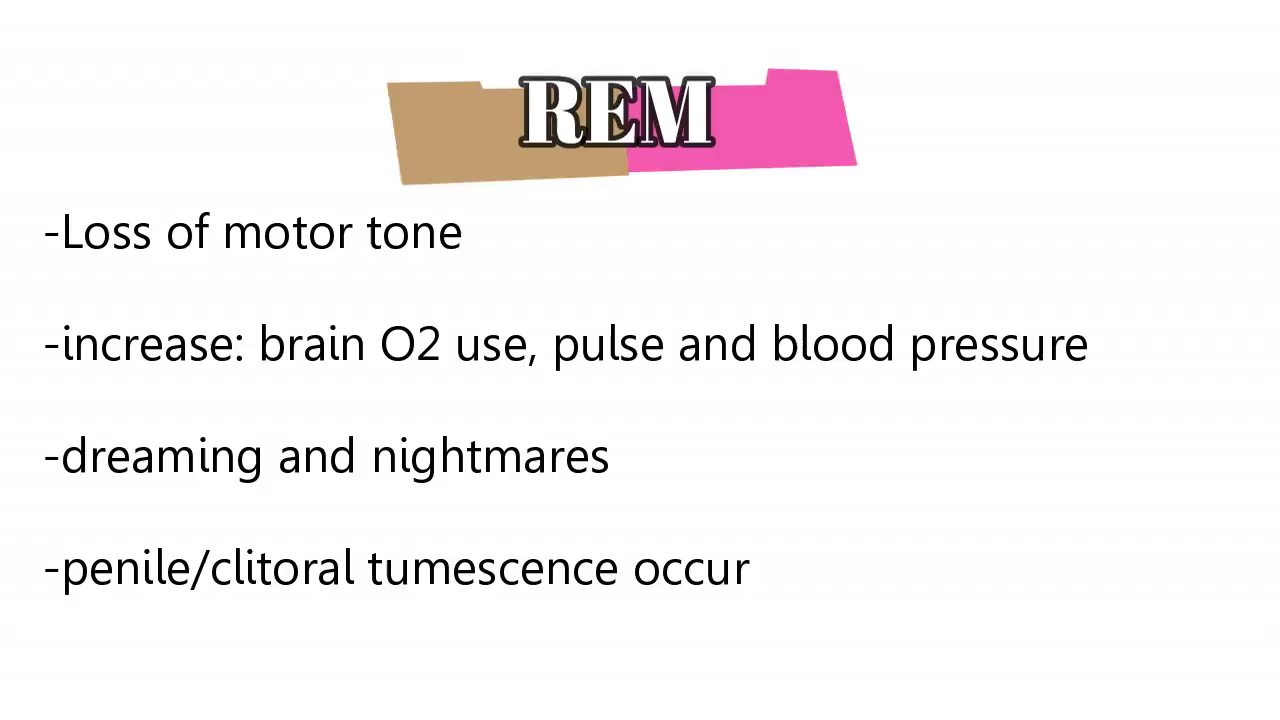 REM
-Loss of motor tone
-increase: brain O2 use, pulse and blood pressure
-dreaming and nightmares
-penile/clitoral tumescence occur